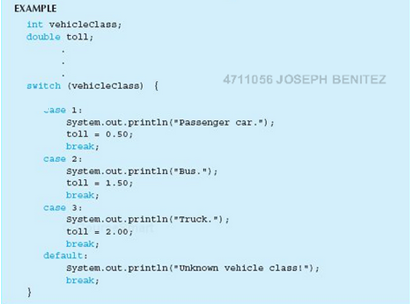 EXAMPLE
int vehicleClass;
double toll;
.
.
.
4711056 JOSEPH BENITEZ
switch (vehicleClass) {
case 1:
System.out.println("Passenger car.");
toll = 0.50;
break;
case 2:
System.out.println("Bus.");
toll = 1.50;
break;
case 3:
System.out.println("Truck.");
toll = 2.00;
break;
default:
System.out.println("Unknown vehicle class!");
break;
}